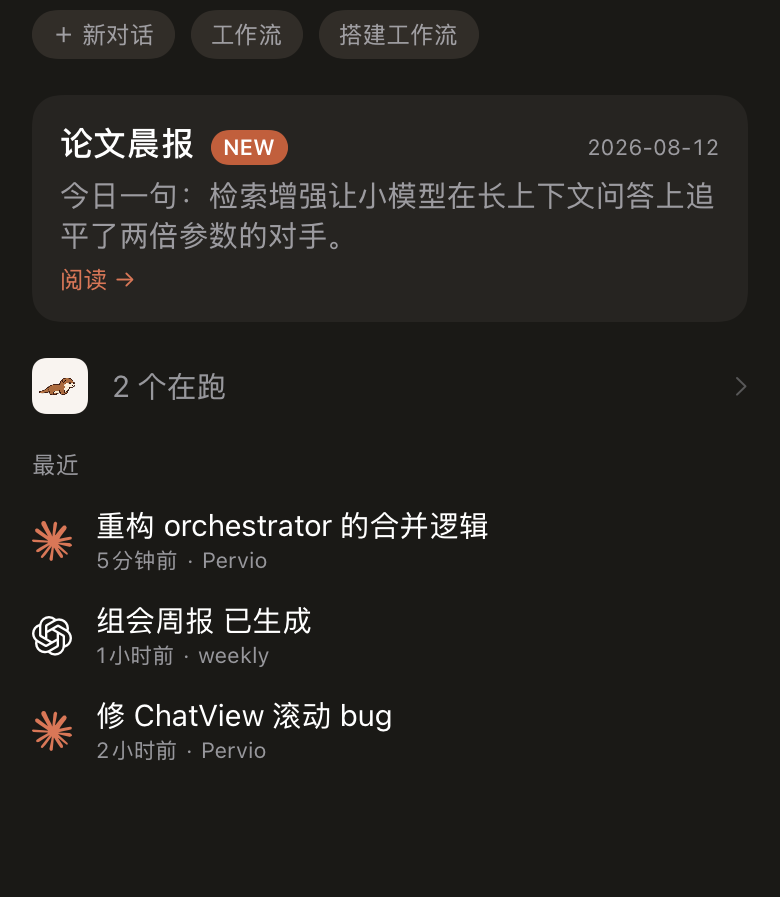 + 新对话 工作流 搭建工作流
论文晨报 NEW 2026-08-12
今日一句：检索增强让小模型在长上下文问答上追
平了两倍参数的对手。
阅读 →
2 个在跑
最近
重构 orchestrator 的合并逻辑
5分钟前 · Pervio
组会周报 已生成
1小时前 · weekly
修 ChatView 滚动 bug
2小时前 · Pervio